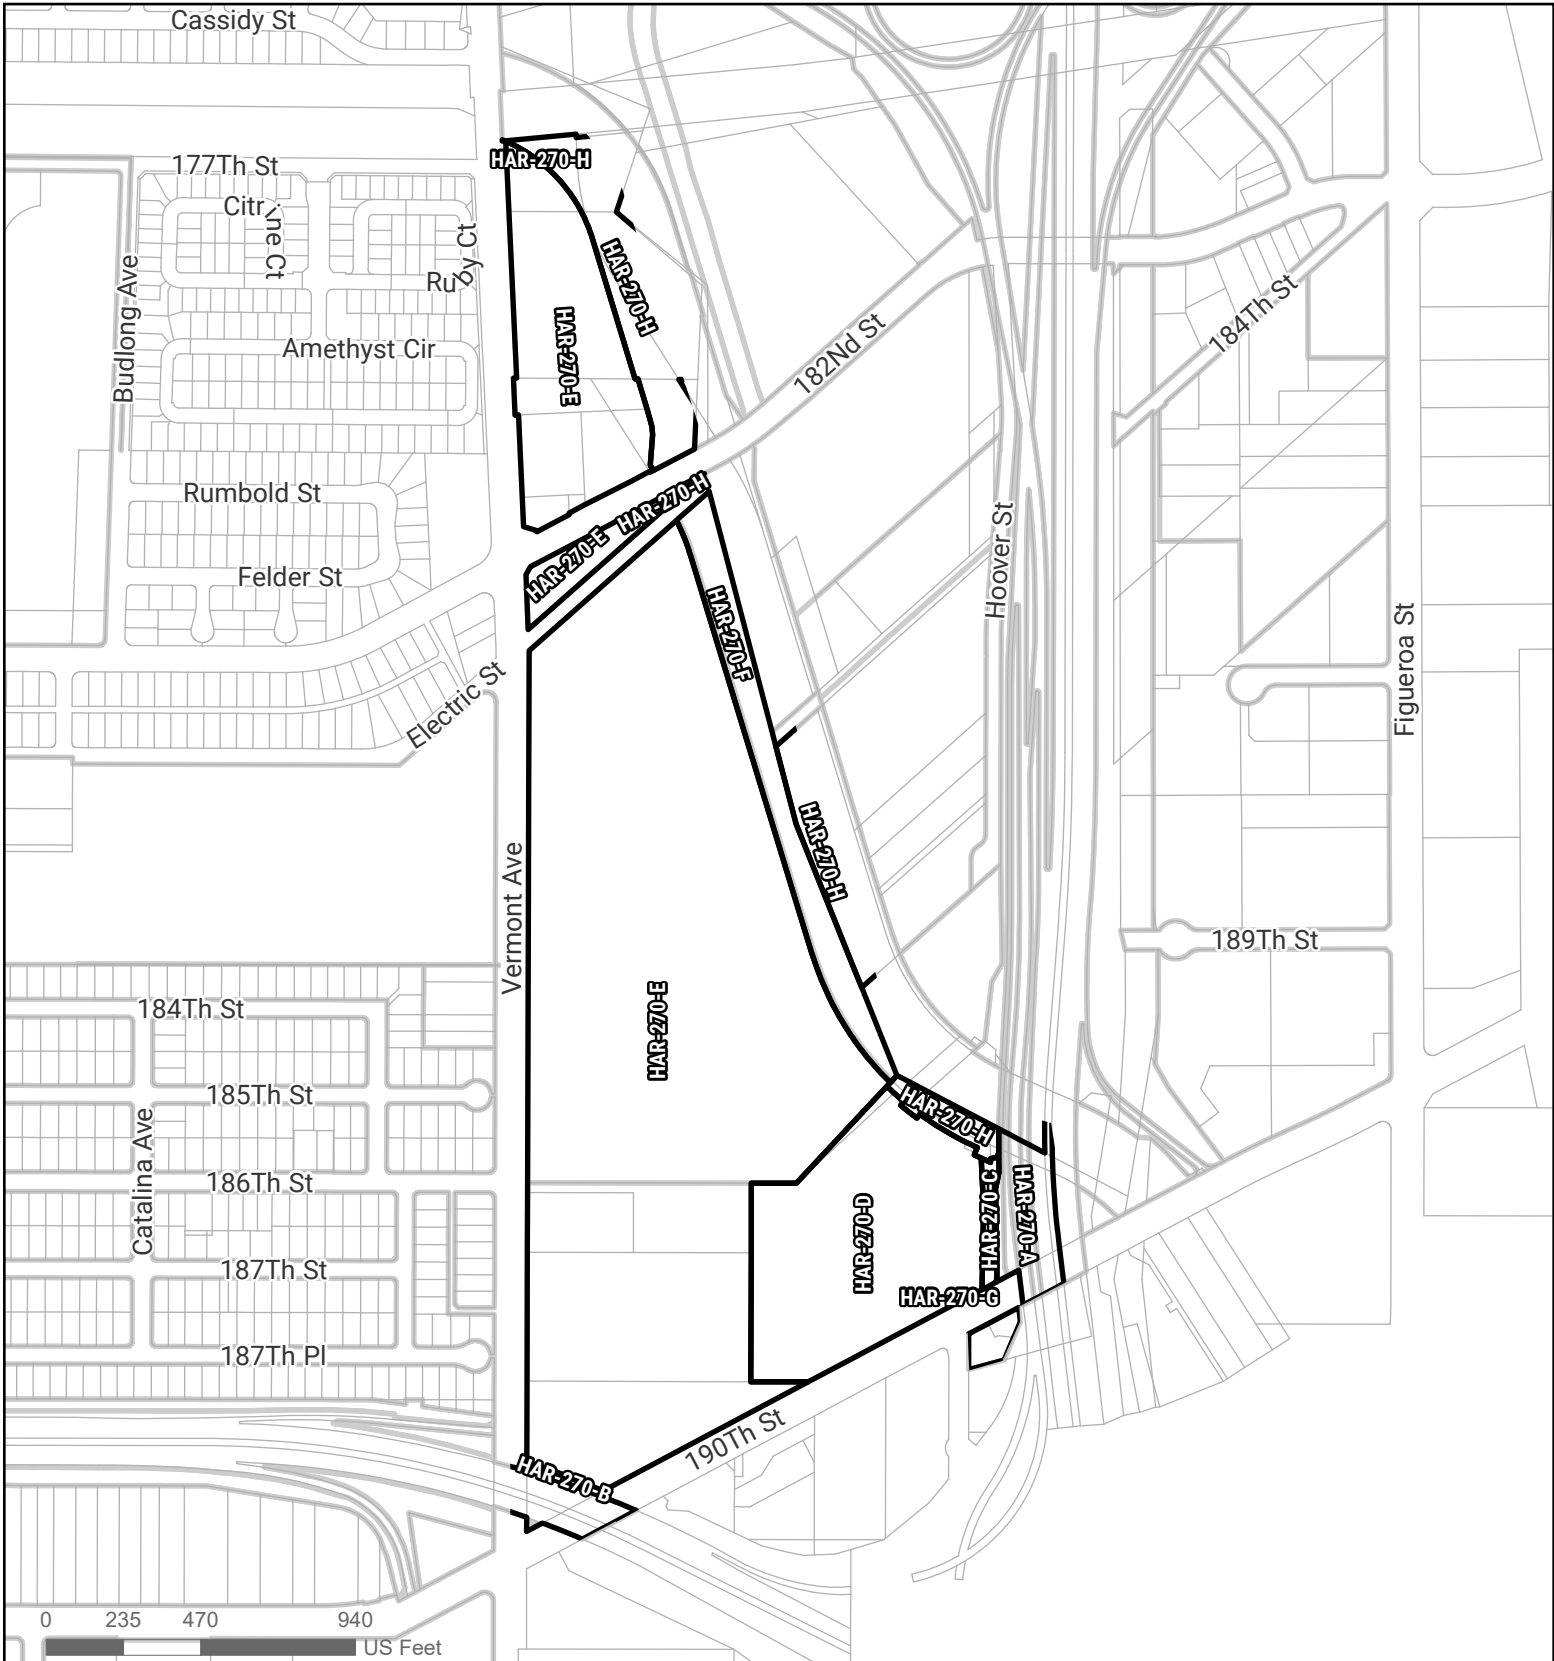 Cassidy St
177Th St
HAR-270-H
Citrine Ct
Ruby Ct
Budlong Ave
HAR-270-H
HAR-270-E
182Nd St
184Th St
Amethyst Cir
Rumbold St
HAR-270-H
HAR-270-E
Hoover St
Felder St
HAR-270-F
Figueroa St
Electric St
HAR-270-H
Vermont Ave
189Th St
HAR-270-E
184Th St
185Th St
HAR-270-H
Catalina Ave
186Th St
HAR-270-D
HAR-270-C
HAR-270-A
187Th St
HAR-270-G
187Th Pl
190Th St
HAR-270-B
0 235 470 940
US Feet